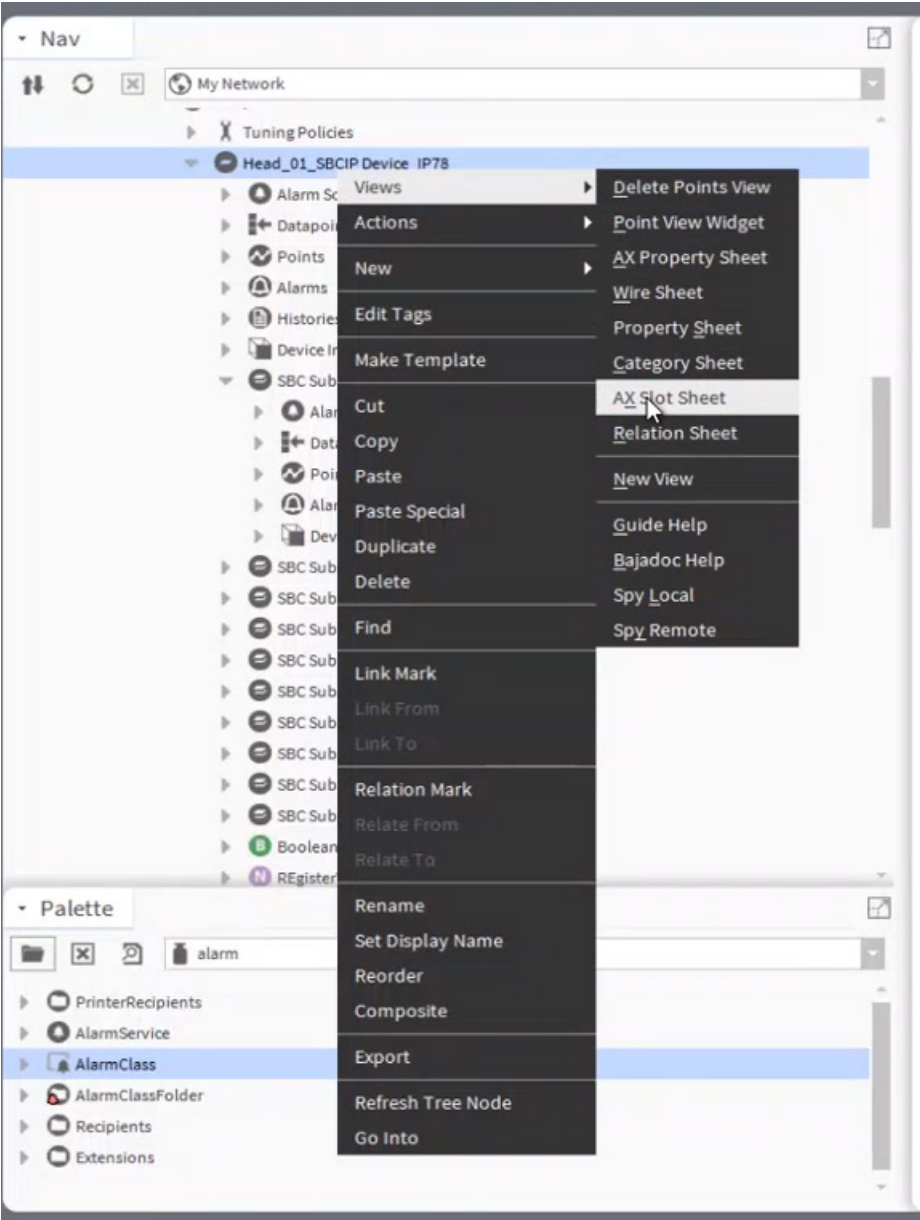 Nav
My Network
Tuning Policies
Head_01_SBCIP Device_IP78
Alarm So
Datapoi
Points
Alarms
Histories
Device In
SBC Sub
Alar
Data
Poi
Alar
Dev
SBC Sub
SBC Sub
SBC Sub
SBC Sub
SBC Sub
SBC Sub
SBC Sub
SBC Sub
SBC Sub
B Boolean
N REgister
Views
Actions
New
Edit Tags
Make Template
Cut
Copy
Paste
Paste Special
Duplicate
Delete
Find
Link Mark
Link From
Link To
Relation Mark
Relate From
Relate To
Rename
Set Display Name
Reorder
Composite
Export
Refresh Tree Node
Go Into
Delete Points View
Point View Widget
AX Property Sheet
Wire Sheet
Property Sheet
Category Sheet
AX Slot Sheet
Relation Sheet
New View
Guide Help
Bajadoc Help
Spy Local
Spy Remote
Palette
alarm
PrinterRecipients
AlarmService
AlarmClass
AlarmClassFolder
Recipients
Extensions